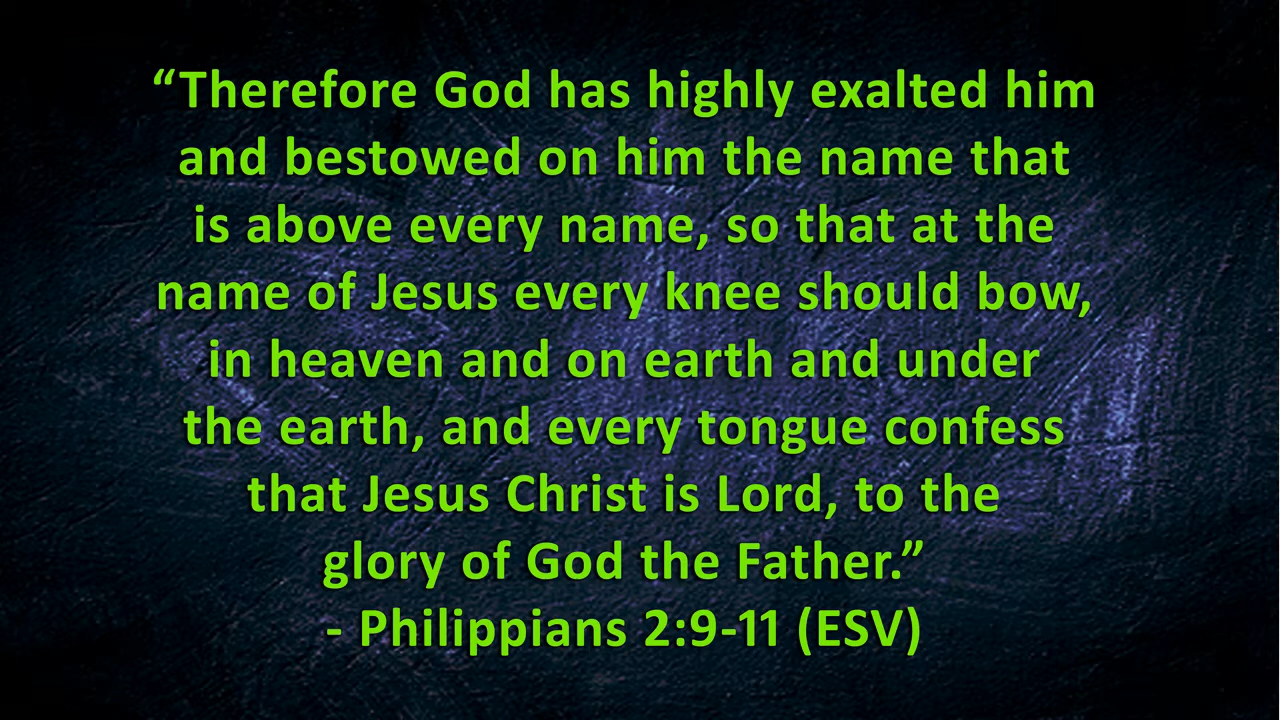 “Therefore God has highly exalted him
and bestowed on him the name that
is above every name, so that at the
name of Jesus every knee should bow,
in heaven and on earth and under
the earth, and every tongue confess
that Jesus Christ is Lord, to the
glory of God the Father.”
- Philippians 2:9-11 (ESV)